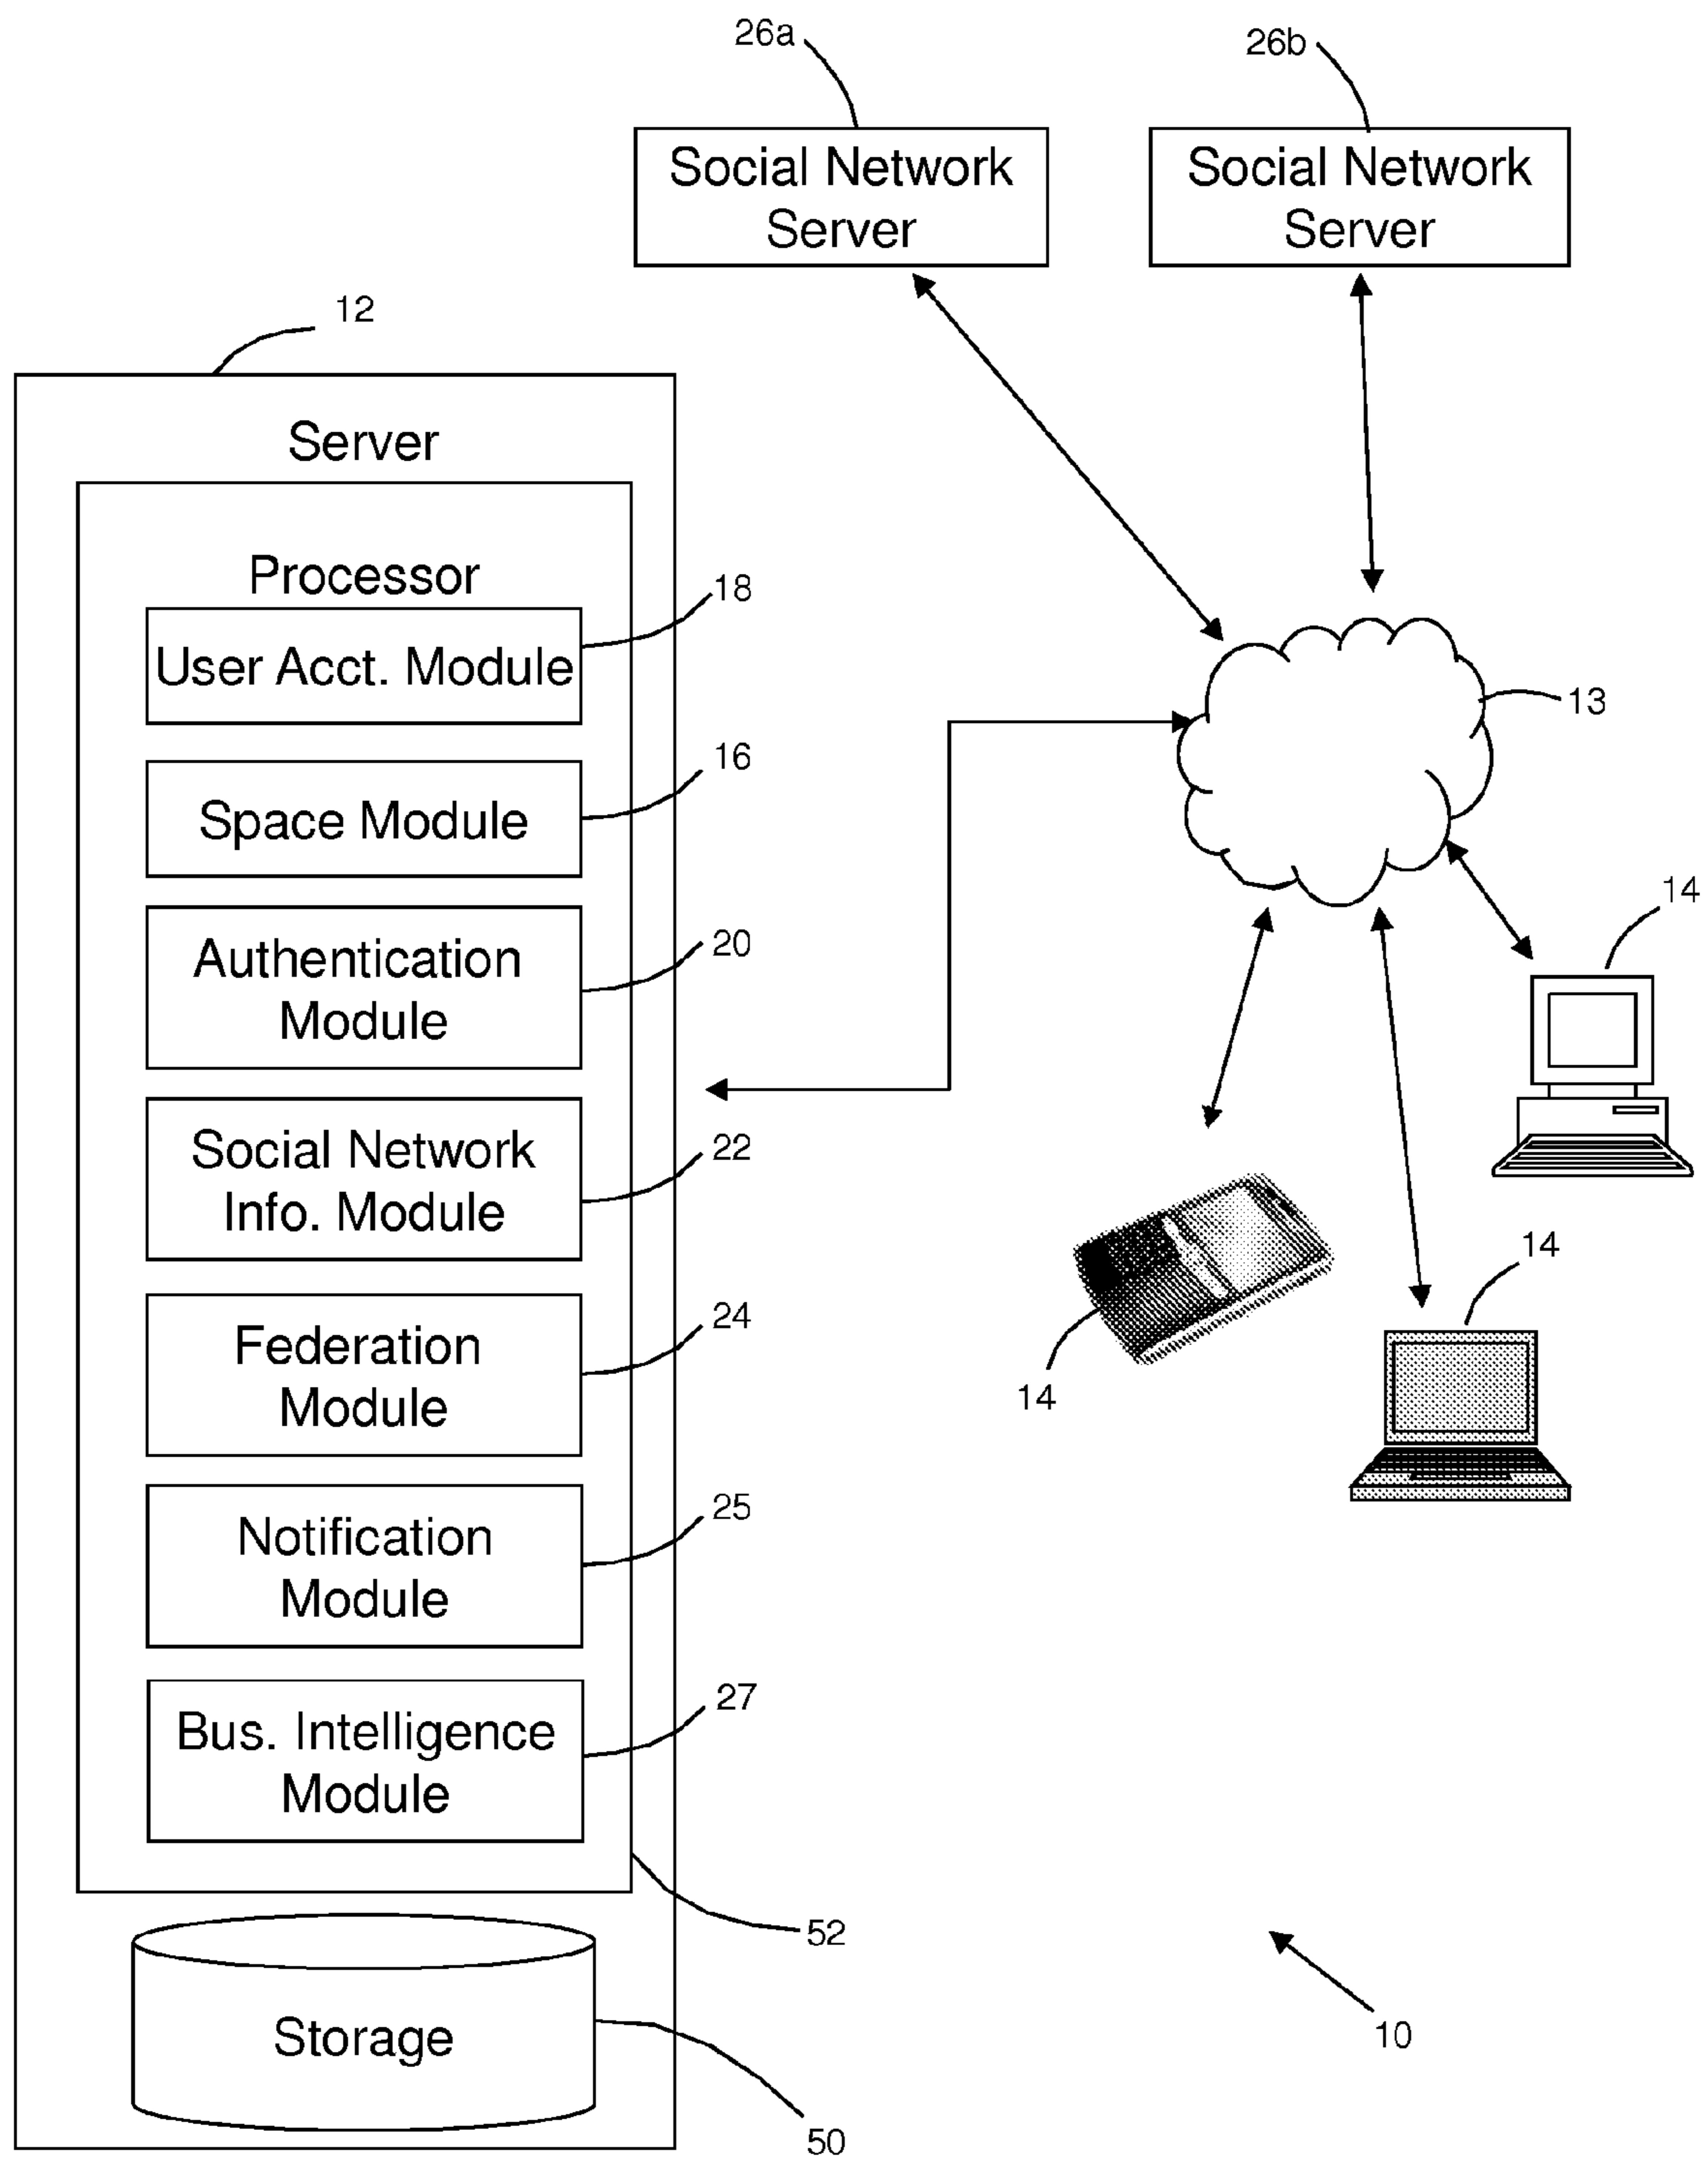 26a
26b
Social Network
Server
Social Network
Server
12
Server
Processor
18
User Acct. Module
13
16
Space Module
14
20
Authentication
Module
22
Social Network
Info. Module
14
24
Federation
Module
14
25
Notification
Module
27
Bus. Intelligence
Module
52
10
Storage
50